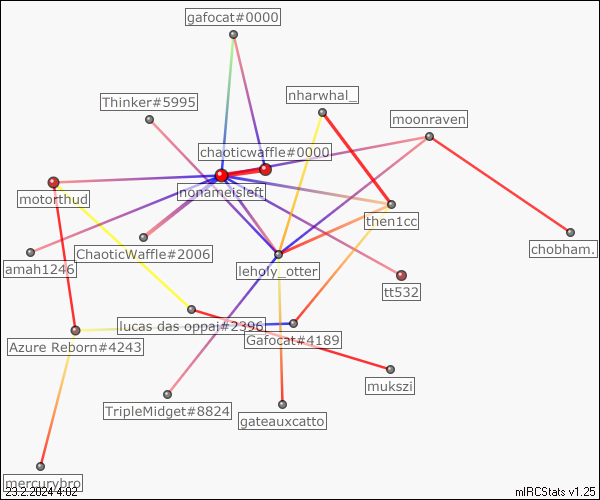 gafocat#0000
nharwhal_
Thinker#5995
moonraven
chaoticwaffle#0000
nonameisleft
motorthud
then1cc
ChaoticWaffle#2006
chobham.
amah1246
leholy_otter
tt532
lucas das oppai#2396
Gafocat#4189
Azure Reborn#4243
mukszi
TripleMidget#8824
gateauxcatto
mercurybro
23.2.2024 4:02
mIRCStats v1.25